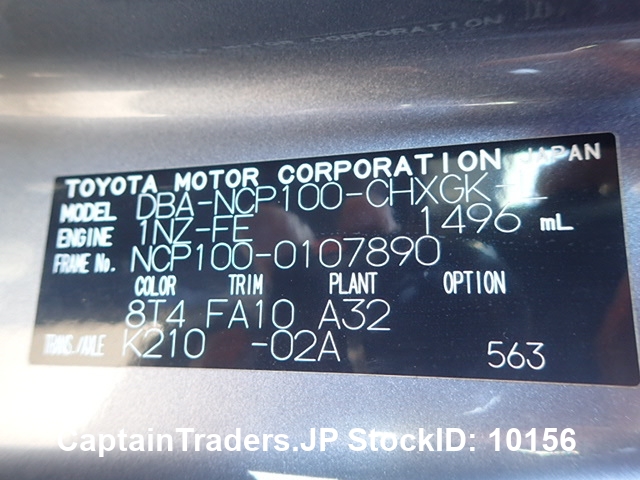 TOYOTA MOTOR CORPORATION JAPAN
MODEL DBA-NCP100-CHXGK
ENGINE 1NZ-FE 1496 mL
FRAME No. NCP100-0107890
COLOR TRIM PLANT OPTION
8T4 FA10 A32
TRANS./AXLE K210 -02A 563
CaptainTraders.JP StockID: 10156